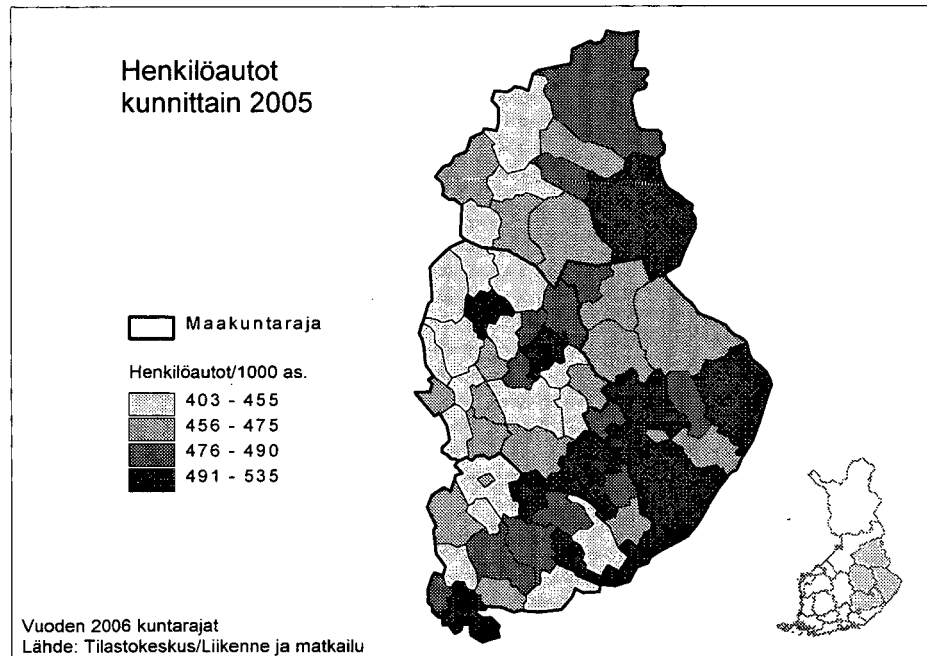 Henkilöautot
kunnittain 2005
Maakuntaraja
Henkilöautot/1000 as.
403 - 455
456 - 475
476 - 490
491 - 535
Vuoden 2006 kuntarajat
Lähde: Tilastokeskus/Liikenne ja matkailu